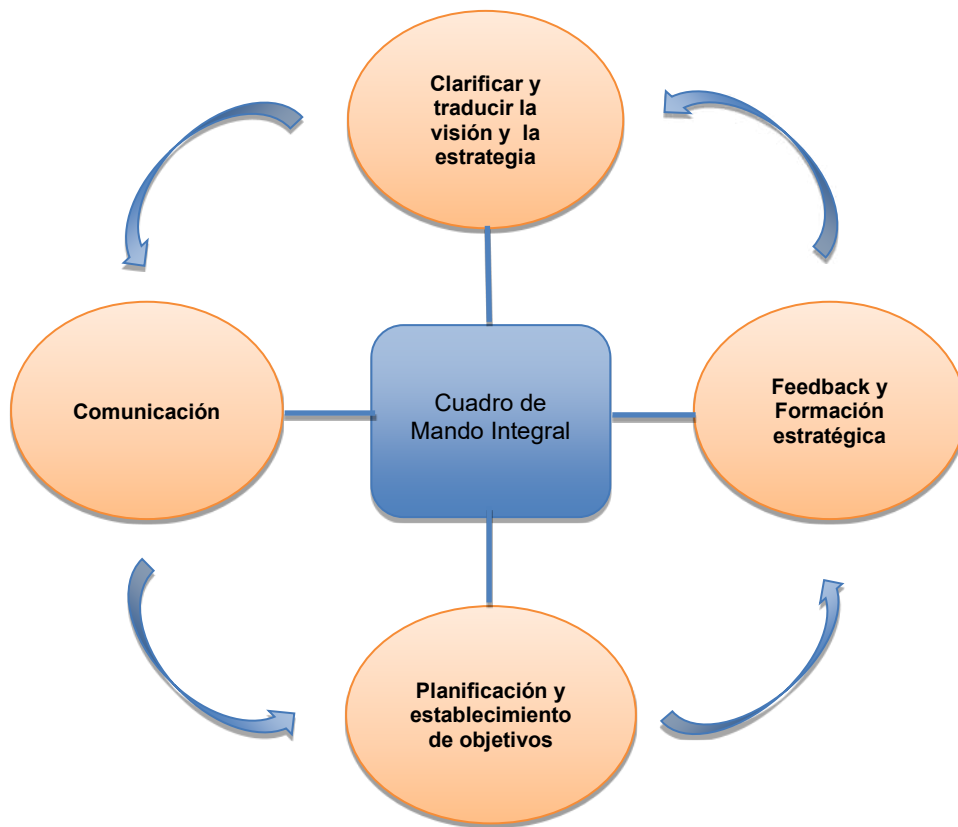 Clarificar y
traducir la
visión y la
estrategia
Comunicación
Cuadro de
Mando Integral
Feedback y
Formación
estratégica
Planificación y
establecimiento
de objetivos